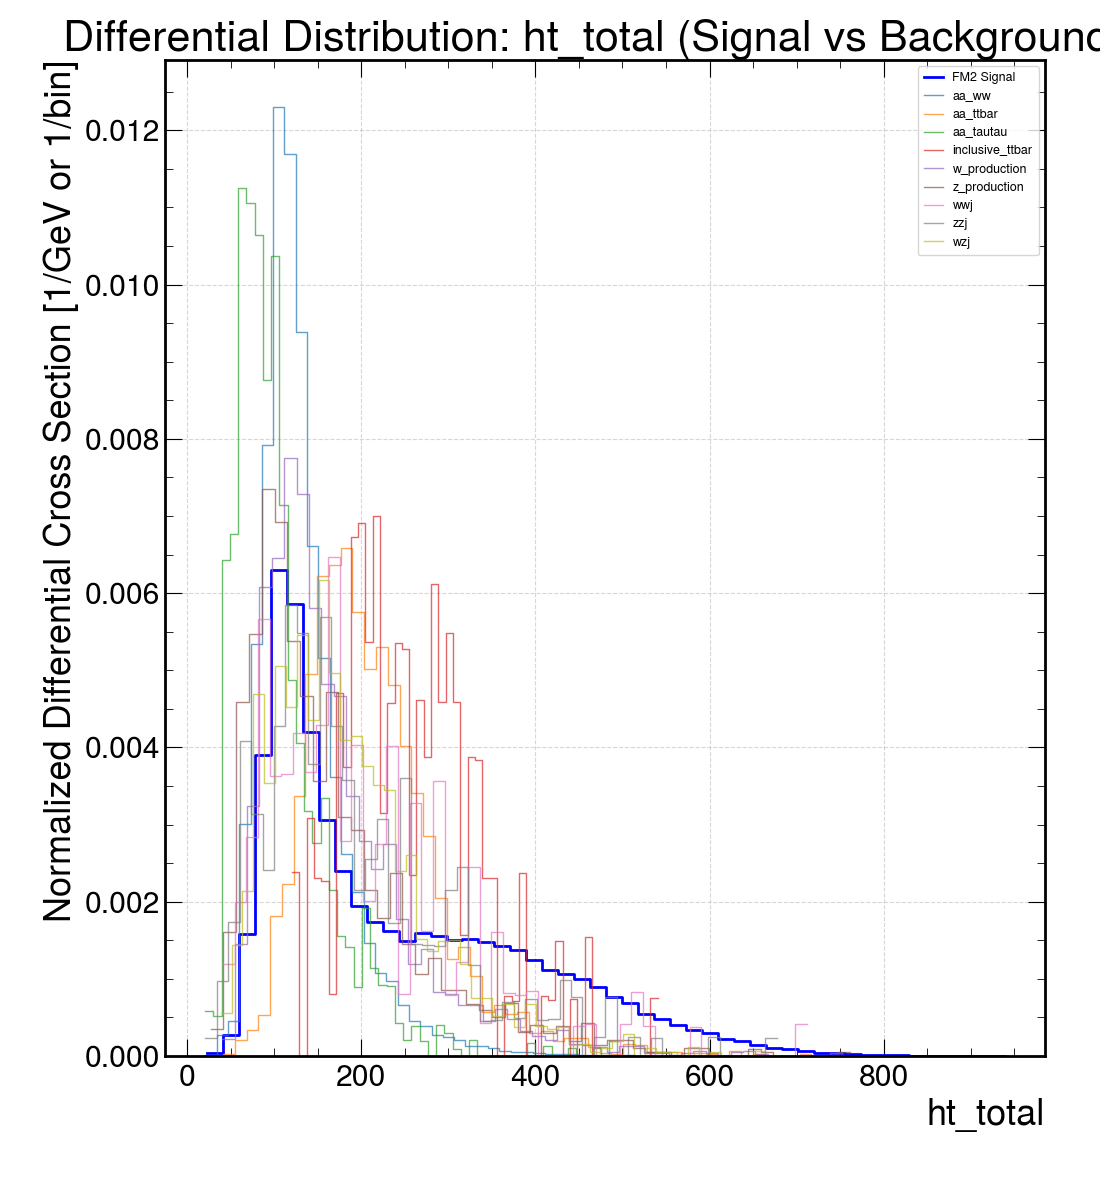 Differential Distribution: ht_total (Signal vs Background
Normalized Differential Cross Section [1/GeV or 1/bin]
0.012
0.010
0.008
0.006
0.004
0.002
0.000
0 200 400 600 800
ht_total
FM2 Signal
aa_ww
aa_ttbar
aa_tautau
inclusive_ttbar
w_production
z_production
wwj
zzj
wzj